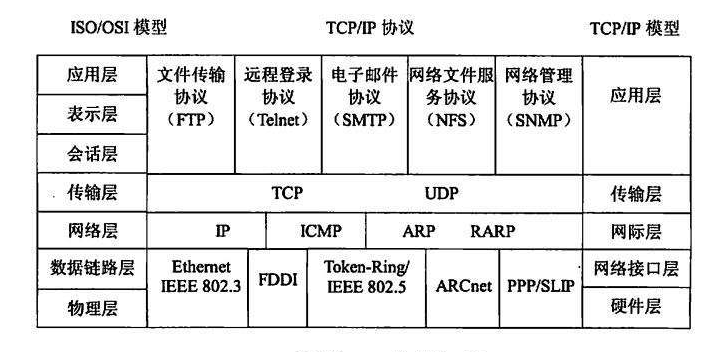 ISO/OSI 模型 TCP/IP 协议 TCP/IP 模型
应用层 文件传输 远程登录 电子邮件 网络文件服 网络管理 应用层
表示层 协议 协议 协议 务协议 协议
(FTP) (Telnet) (SMTP) (NFS) (SNMP)
会话层
传输层 TCP UDP 传输层
网络层 IP ICMP ARP RARP 网际层
数据链路层 Ethernet FDDI Token-Ring/ ARCnet PPP/SLIP 网络接口层
IEEE 802.3 IEEE 802.5
物理层 硬件层